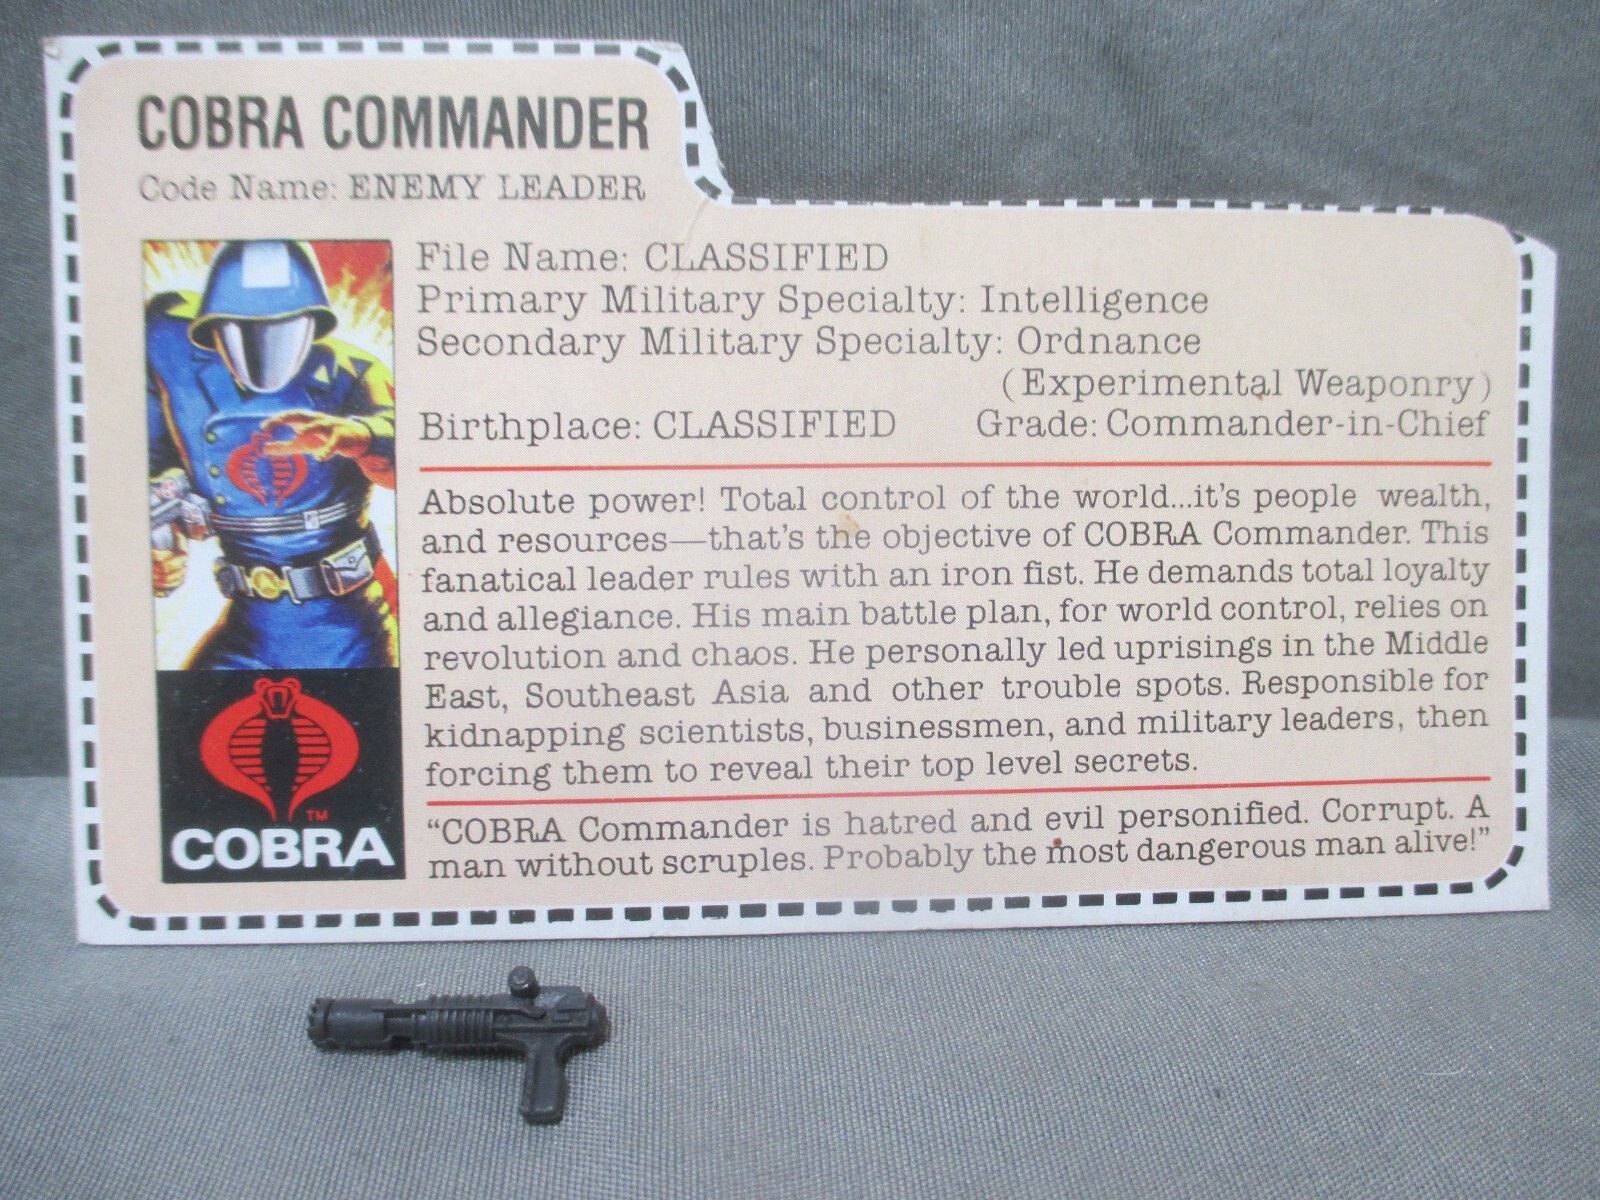 COBRA COMMANDER
Code Name: ENEMY LEADER
File Name: CLASSIFIED
Primary Military Specialty: Intelligence
Secondary Military Specialty: Ordnance
(Experimental Weaponry)
Birthplace: CLASSIFIED Grade: Commander-in-Chief
Absolute power! Total control of the world...it's people wealth,
and resources—that's the objective of COBRA Commander. This
fanatical leader rules with an iron fist. He demands total loyalty
and allegiance. His main battle plan, for world control, relies on
revolution and chaos. He personally led uprisings in the Middle
East, Southeast Asia and other trouble spots. Responsible for
kidnapping scientists, businessmen, and military leaders, then
forcing them to reveal their top level secrets.
"COBRA Commander is hatred and evil personified. Corrupt. A
man without scruples. Probably the most dangerous man alive!"
TM
COBRA